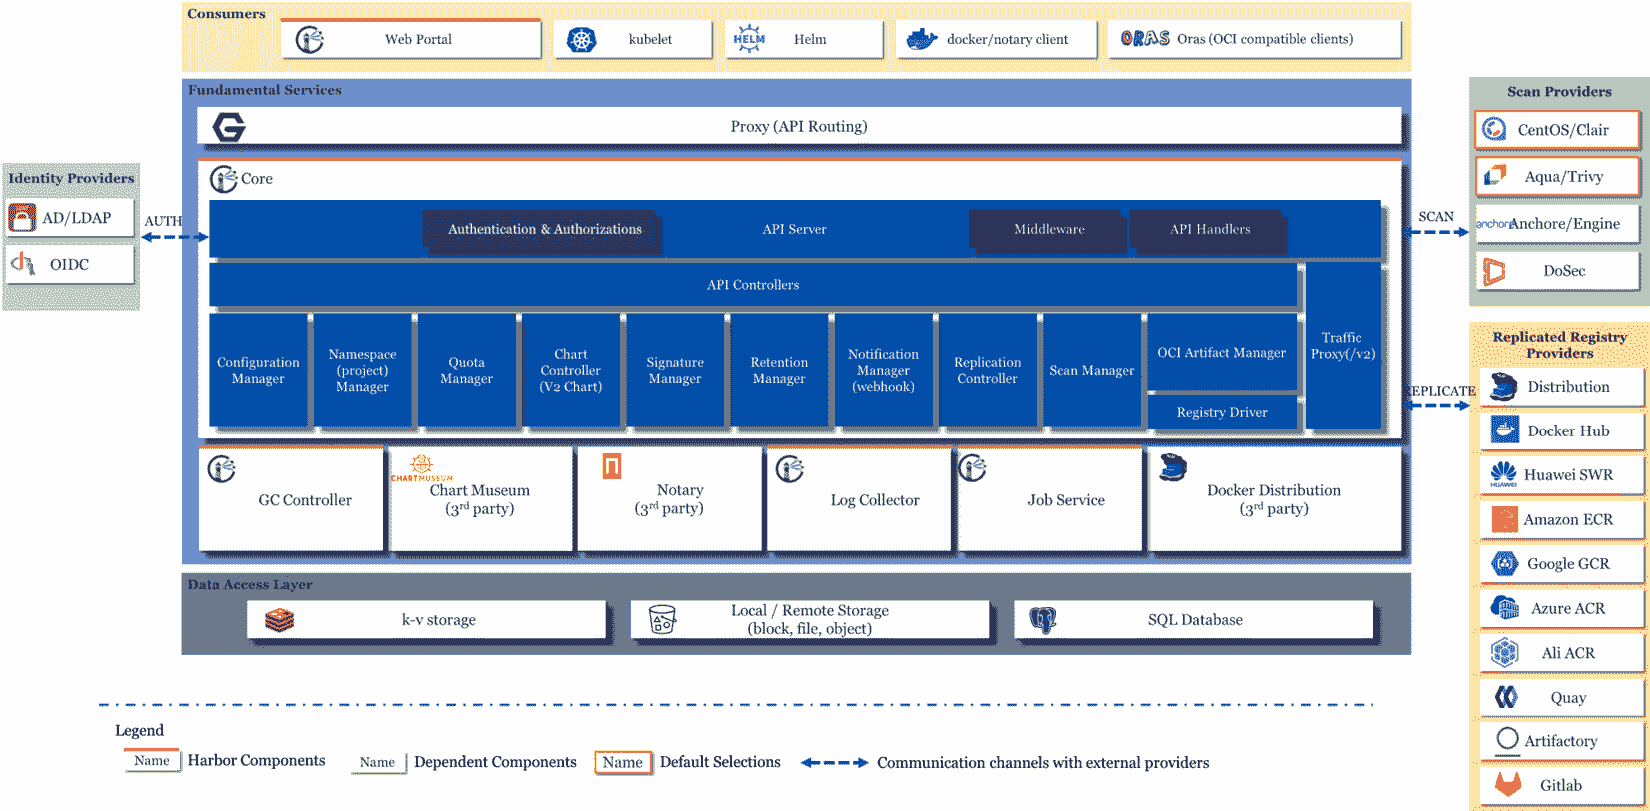 Consumers
Web Portal
kubelet
HELM
Helm
docker/notary client
ORAS
Oras (OCI compatible clients)
Fundamental Services
Proxy (API Routing)
Core
Authentication & Authorizations
API Server
Middleware
API Handlers
API Controllers
Configuration
Manager
Namespace
(project)
Manager
Quota
Manager
Chart
Controller
(V2 Chart)
Signature
Manager
Retention
Manager
Notification
Manager
(webhook)
Replication
Controller
Scan Manager
OCI Artifact Manager
Registry Driver
Traffic
Proxy(/v2)
GC Controller
CHARTMUSEUM
Chart Museum
(3rd party)
Notary
(3rd party)
Log Collector
Job Service
Docker Distribution
(3rd party)
Data Access Layer
k-v storage
Local / Remote Storage
(block, file, object)
SQL Database
Identity Providers
AD/LDAP
OIDC
AUTH
SCAN
REPLICATE
Scan Providers
CentOS/Clair
Aqua/Trivy
anchore
Anchore/Engine
DoSec
Replicated Registry
Providers
Distribution
Docker Hub
HUAWEI
Huawei SWR
Amazon ECR
Google GCR
Azure ACR
Ali ACR
Quay
Artifactory
Gitlab
Legend
Name
Harbor Components
Name
Dependent Components
Name
Default Selections
Communication channels with external providers